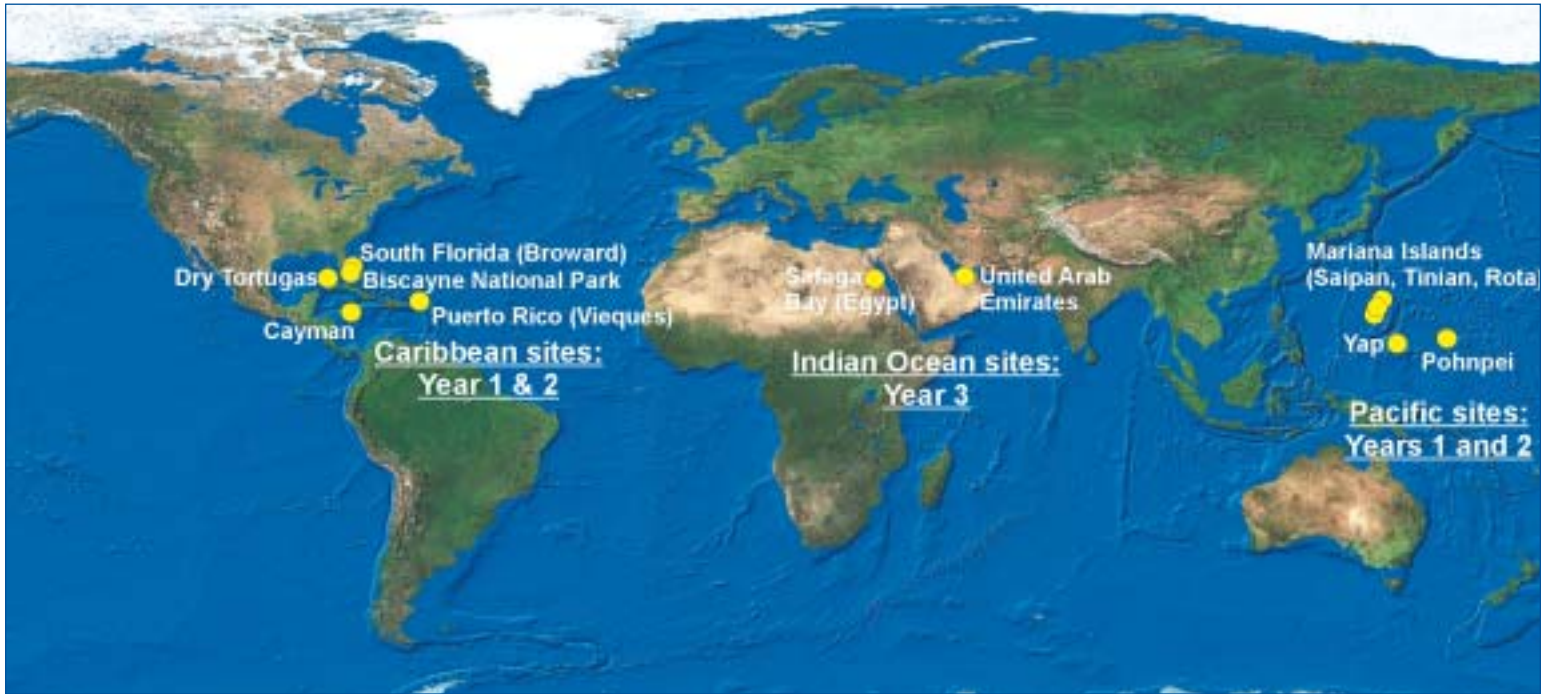 South Florida (Broward)
Dry Tortugas
Biscayne National Park
Puerto Rico (Vieques)
Cayman
Caribbean sites:
Year 1 & 2
Safaga
Bay (Egypt)
United Arab
Emirates
Indian Ocean sites:
Year 3
Mariana Islands
(Saipan, Tinian, Rota)
Yap
Pohnpei
Pacific sites:
Years 1 and 2